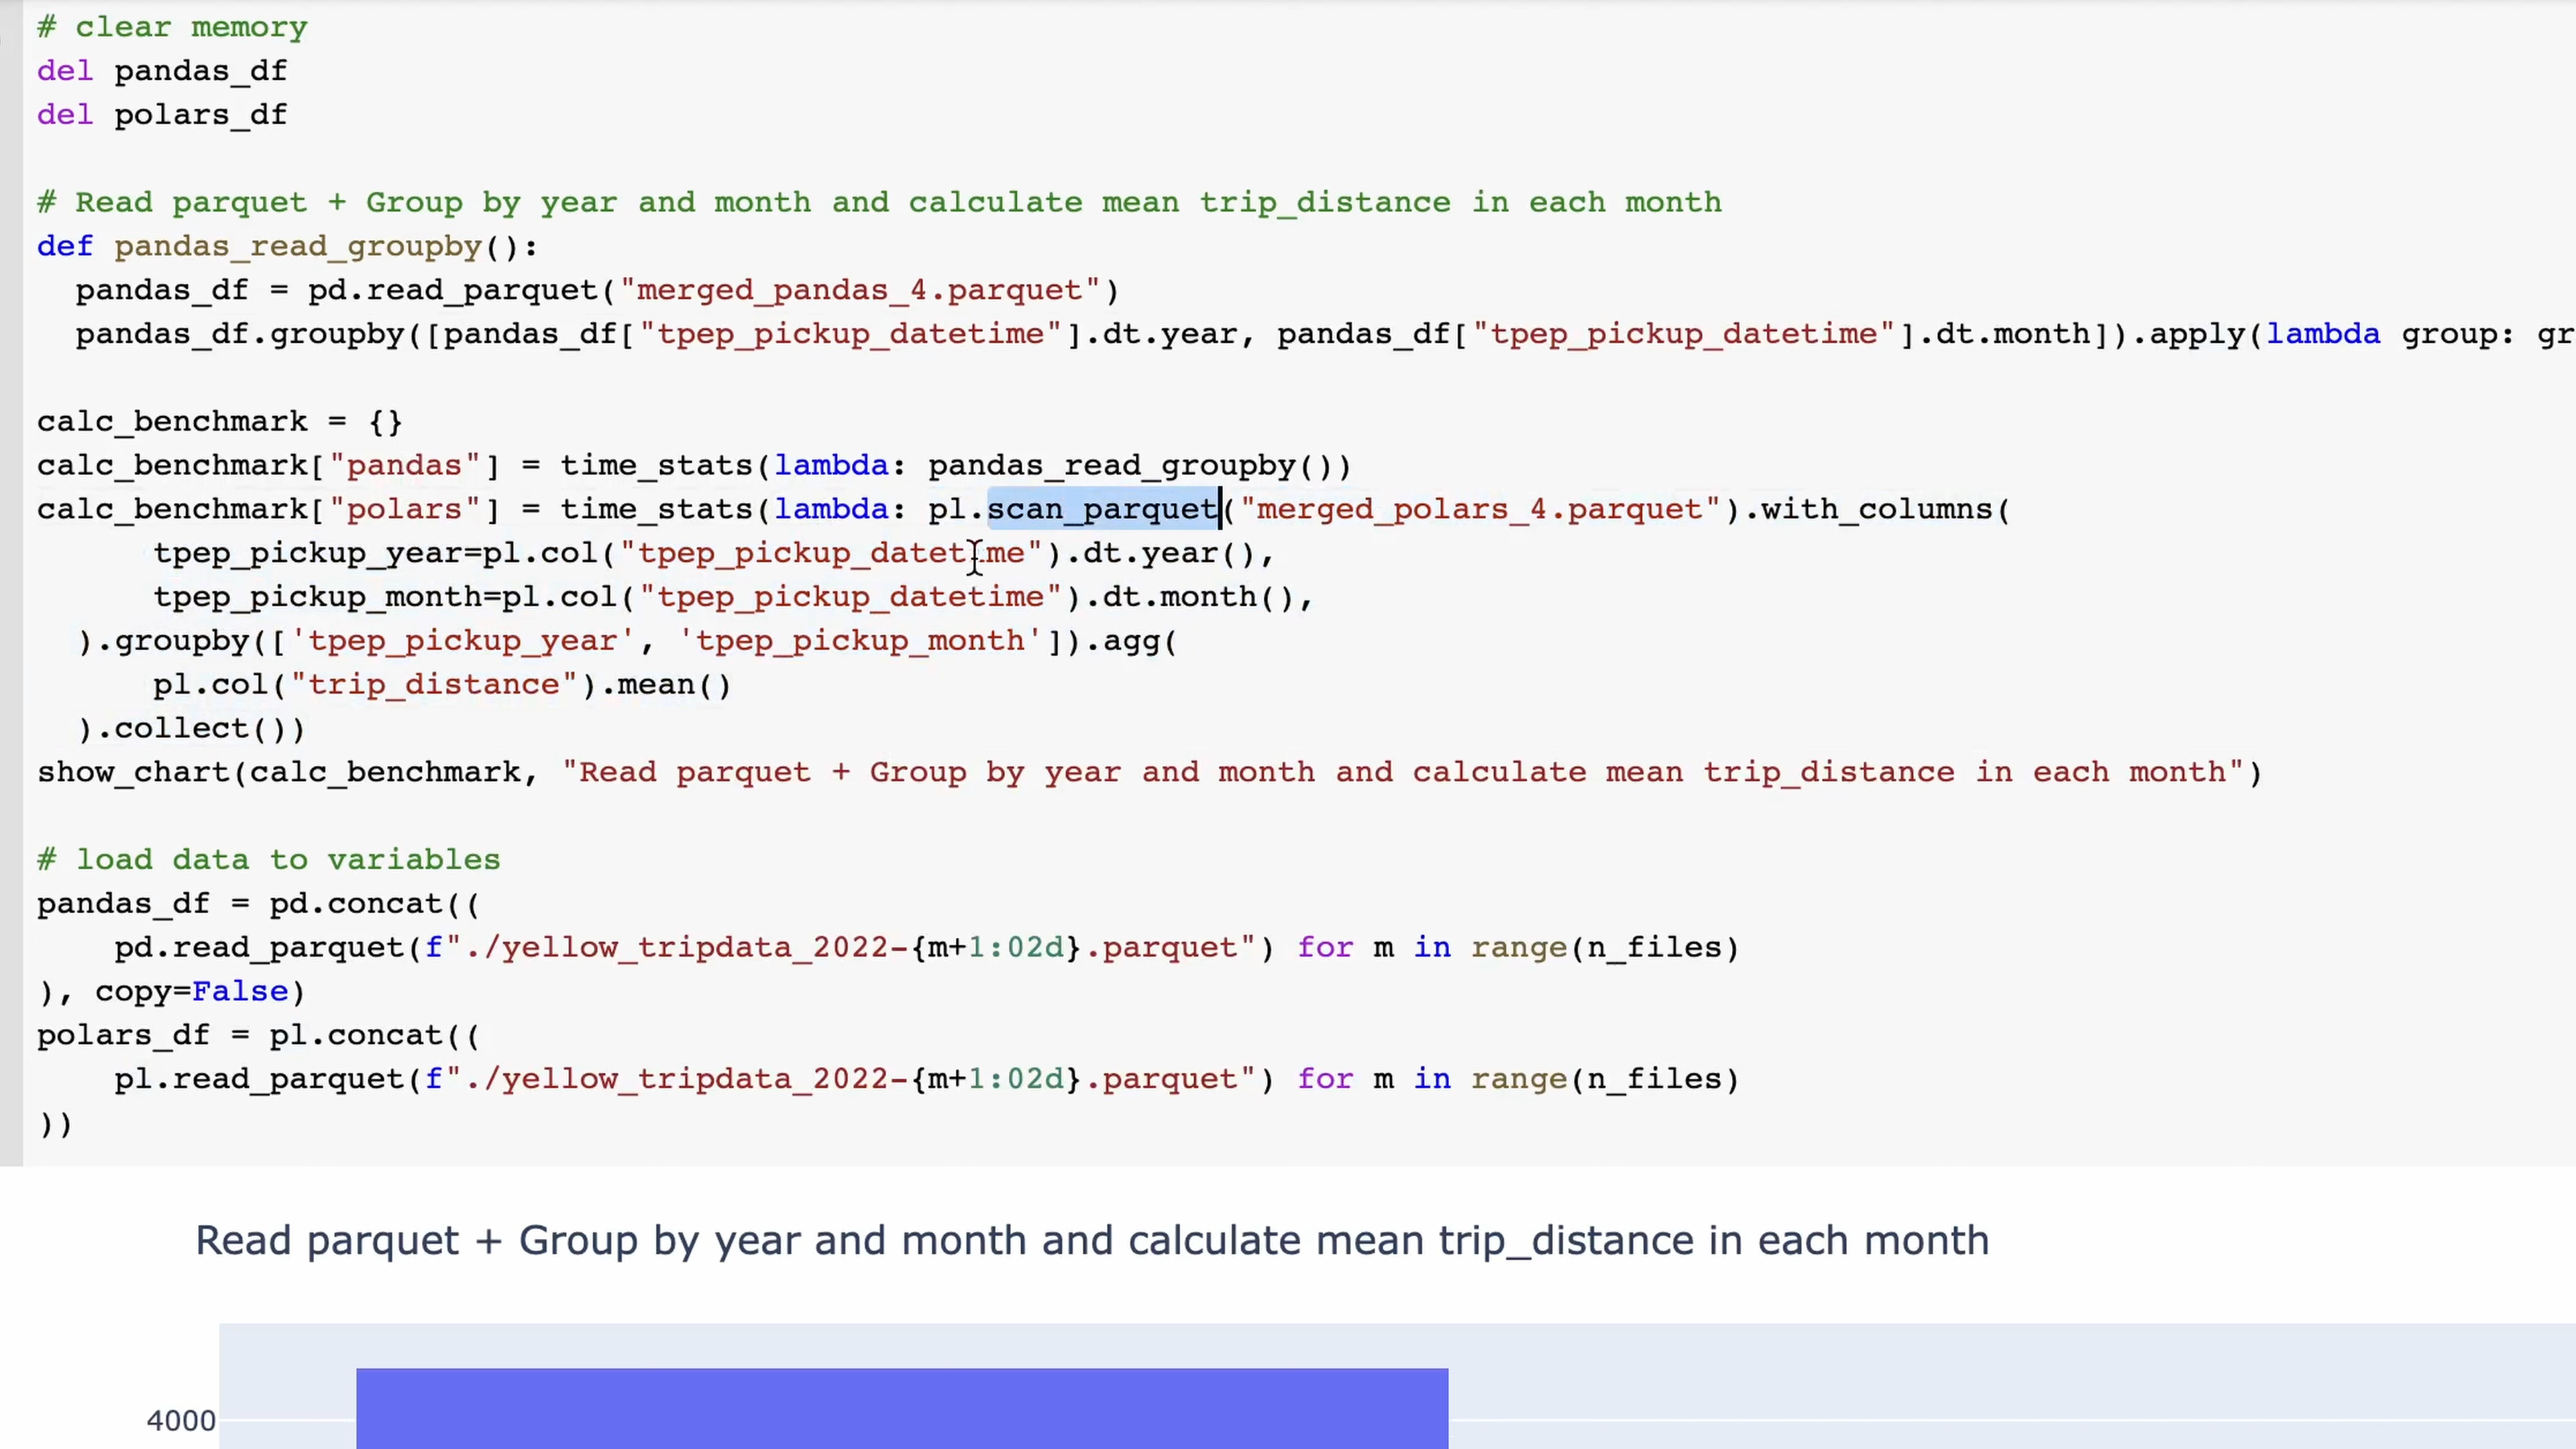 # clear memory
del pandas_df
del polars_df
# Read parquet + Group by year and month and calculate mean trip_distance in each month
def pandas_read_groupby():
  pandas_df = pd.read_parquet("merged_pandas_4.parquet")
  pandas_df.groupby([pandas_df["tpep_pickup_datetime"].dt.year, pandas_df["tpep_pickup_datetime"].dt.month]).apply(lambda group: gr
calc_benchmark = {}
calc_benchmark["pandas"] = time_stats(lambda: pandas_read_groupby())
calc_benchmark["polars"] = time_stats(lambda: pl.scan_parquet("merged_polars_4.parquet").with_columns(
      tpep_pickup_year=pl.col("tpep_pickup_datetime").dt.year(),
      tpep_pickup_month=pl.col("tpep_pickup_datetime").dt.month(),
  ).groupby(['tpep_pickup_year', 'tpep_pickup_month']).agg(
      pl.col("trip_distance").mean()
  ).collect())
show_chart(calc_benchmark, "Read parquet + Group by year and month and calculate mean trip_distance in each month")
# load data to variables
pandas_df = pd.concat((
    pd.read_parquet(f"./yellow_tripdata_2022-{m+1:02d}.parquet") for m in range(n_files)
), copy=False)
polars_df = pl.concat((
    pl.read_parquet(f"./yellow_tripdata_2022-{m+1:02d}.parquet") for m in range(n_files)
))
Read parquet + Group by year and month and calculate mean trip_distance in each month
4000